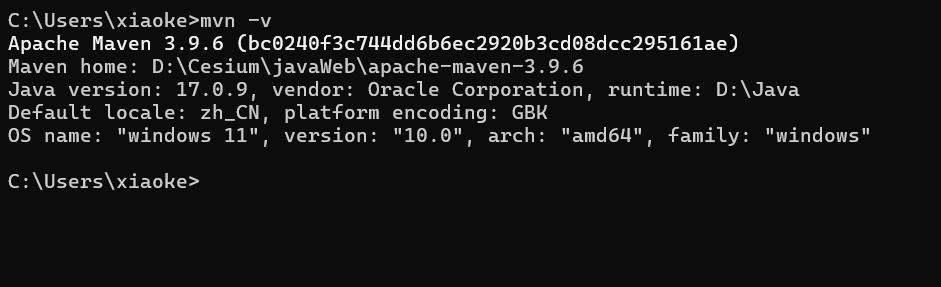 C:\Users\xiaoke>mvn -v
Apache Maven 3.9.6 (bc0240f3c744dd6b6ec2920b3cd08dcc295161ae)
Maven home: D:\Cesium\javaWeb\apache-maven-3.9.6
Java version: 17.0.9, vendor: Oracle Corporation, runtime: D:\Java
Default locale: zh_CN, platform encoding: GBK
OS name: "windows 11", version: "10.0", arch: "amd64", family: "windows"
C:\Users\xiaoke>